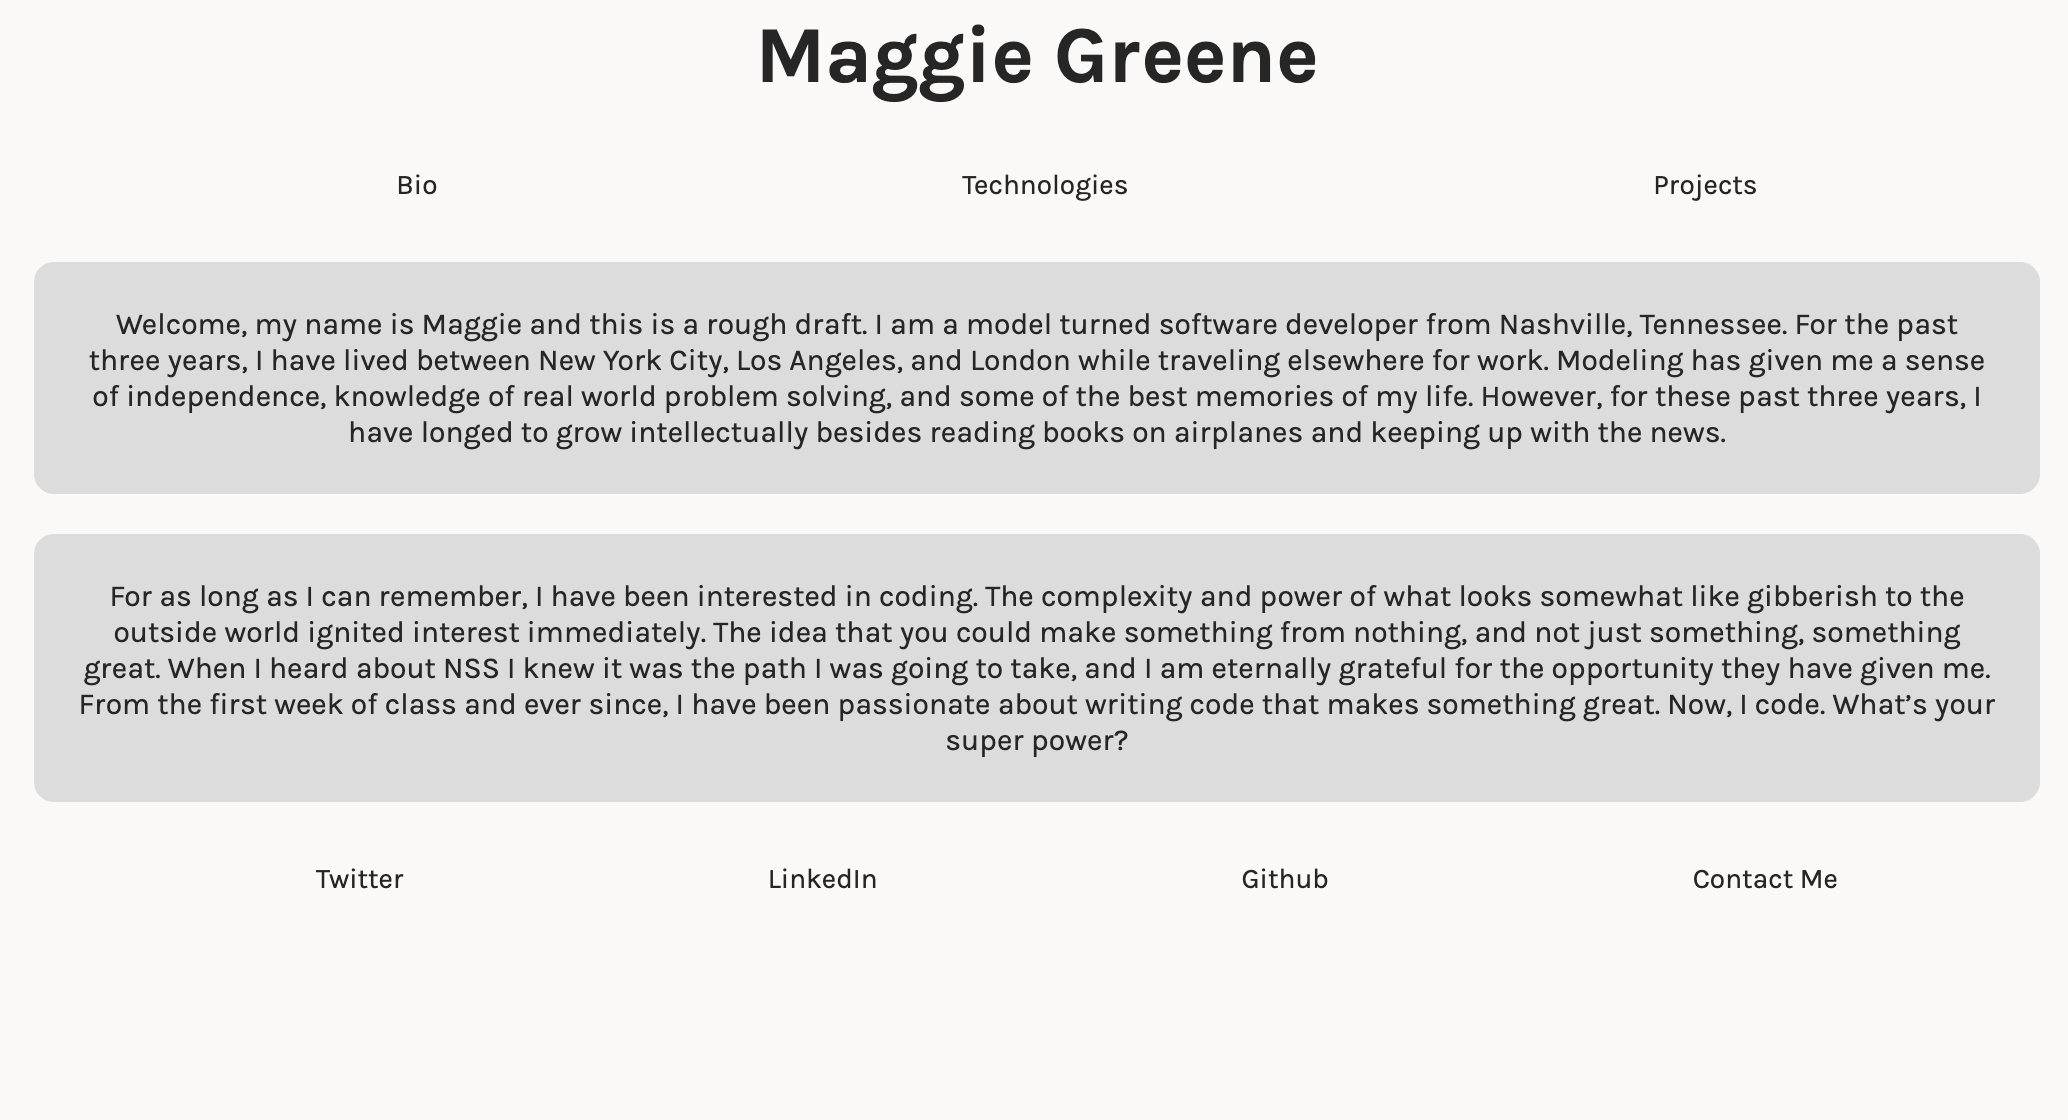 Maggie Greene
Bio Technologies Projects
Welcome, my name is Maggie and this is a rough draft. I am a model turned software developer from Nashville, Tennessee. For the past
three years, I have lived between New York City, Los Angeles, and London while traveling elsewhere for work. Modeling has given me a sense
of independence, knowledge of real world problem solving, and some of the best memories of my life. However, for these past three years, I
have longed to grow intellectually besides reading books on airplanes and keeping up with the news.
For as long as I can remember, I have been interested in coding. The complexity and power of what looks somewhat like gibberish to the
outside world ignited interest immediately. The idea that you could make something from nothing, and not just something, something
great. When I heard about NSS I knew it was the path I was going to take, and I am eternally grateful for the opportunity they have given me.
From the first week of class and ever since, I have been passionate about writing code that makes something great. Now, I code. What’s your
super power?
Twitter LinkedIn Github Contact Me